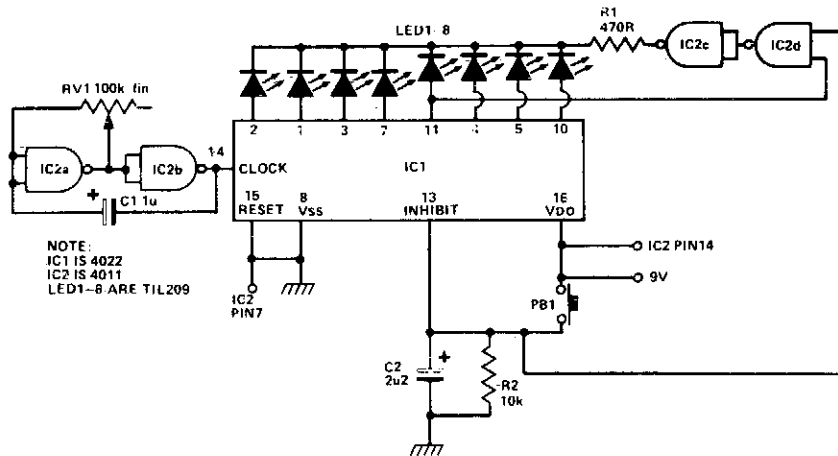 LED1-8
R1
470R
IC2c
IC2d
RV1 100k lin
2
1
3
7
11
4
5
10
14
IC2a
IC2b
CLOCK
IC1
+
C1 1u
15
RESET
8
VSS
13
INHIBIT
16
VDD
NOTE:
IC1 IS 4022
IC2 IS 4011
LED1-8 ARE TIL209
IC2
PIN7
IC2 PIN14
9V
PB1
+
C2
2u2
R2
10k